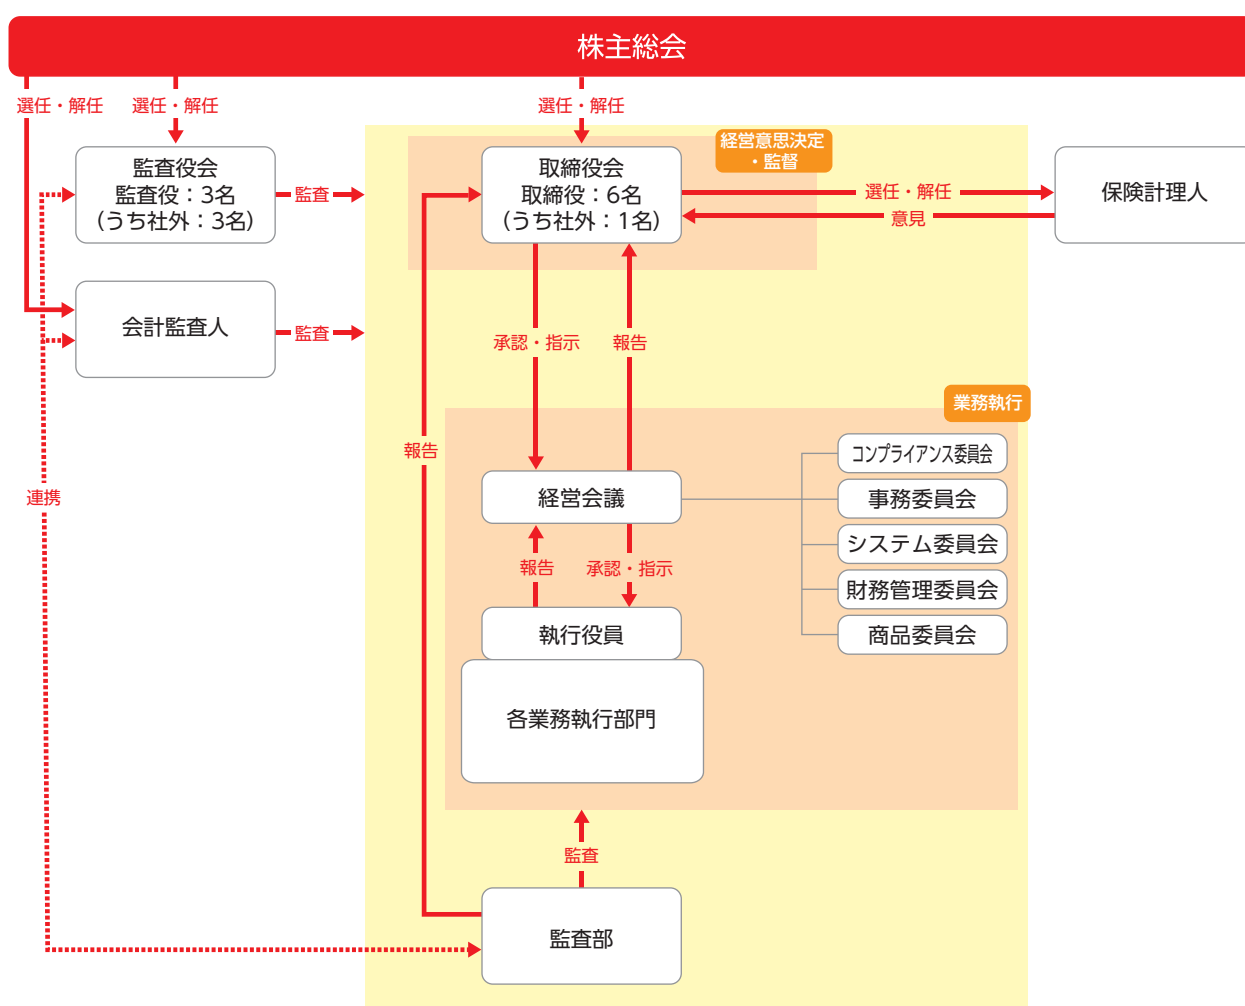 株主総会
選任・解任
選任・解任
選任・解任
監査役会
監査役：3名
（うち社外：3名）
監査
取締役会
取締役：6名
（うち社外：1名）
経営意思決定
・監督
選任・解任
意見
保険計理人
会計監査人
監査
承認・指示
報告
業務執行
報告
連携
経営会議
コンプライアンス委員会
事務委員会
システム委員会
財務管理委員会
商品委員会
報告
承認・指示
執行役員
各業務執行部門
監査
監査部